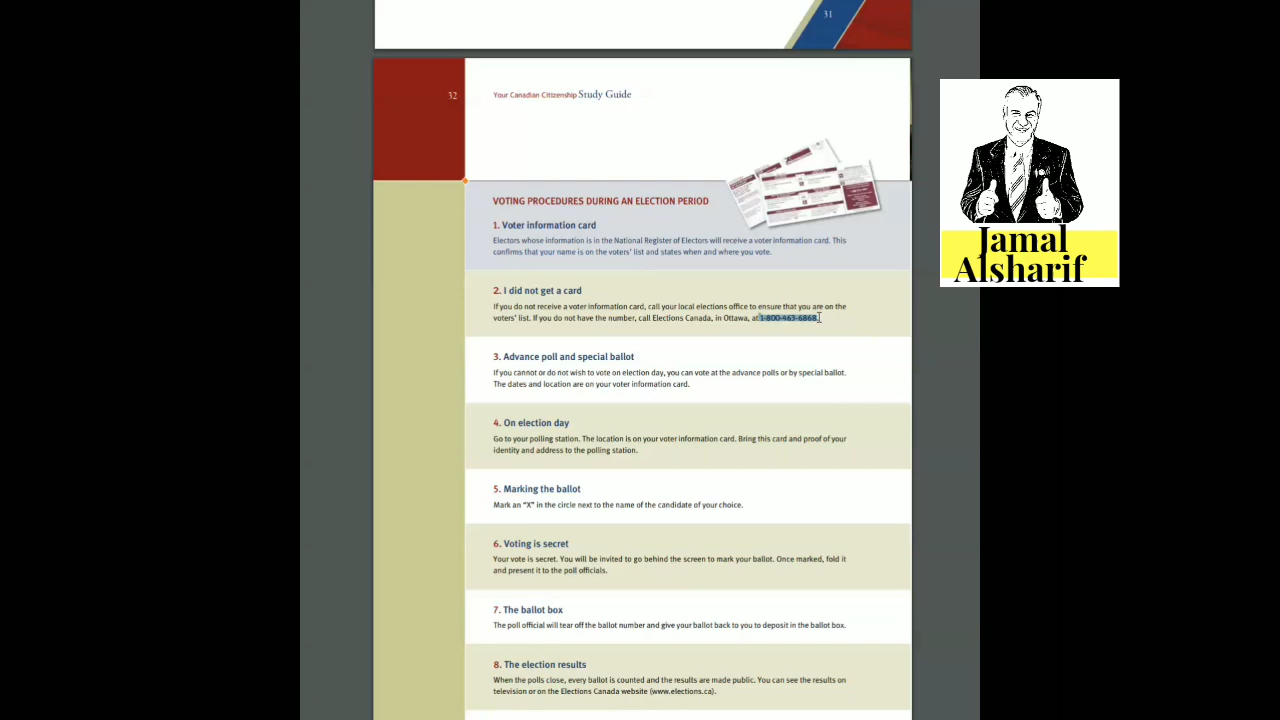 31
32
Your Canadian Citizenship Study Guide
VOTING PROCEDURES DURING AN ELECTION PERIOD
1. Voter information card
Electors whose information is in the National Register of Electors will receive a voter information card. This
confirms that your name is on the voters' list and states when and where you vote.
2. I did not get a card
If you do not receive a voter information card, call your local elections office to ensure that you are on the
voters' list. If you do not have the number, call Elections Canada, in Ottawa, at 1-800-463-6868.
3. Advance poll and special ballot
If you cannot or do not wish to vote on election day, you can vote at the advance polls or by special ballot.
The dates and location are on your voter information card.
4. On election day
Go to your polling station. The location is on your voter information card. Bring this card and proof of your
identity and address to the polling station.
5. Marking the ballot
Mark an “X” in the circle next to the name of the candidate of your choice.
6. Voting is secret
Your vote is secret. You will be invited to go behind the screen to mark your ballot. Once marked, fold it
and present it to the poll officials.
7. The ballot box
The poll official will tear off the ballot number and give your ballot back to you to deposit in the ballot box.
8. The election results
When the polls close, every ballot is counted and the results are made public. You can see the results on
television or on the Elections Canada website (www.elections.ca).
Jamal
Alsharif